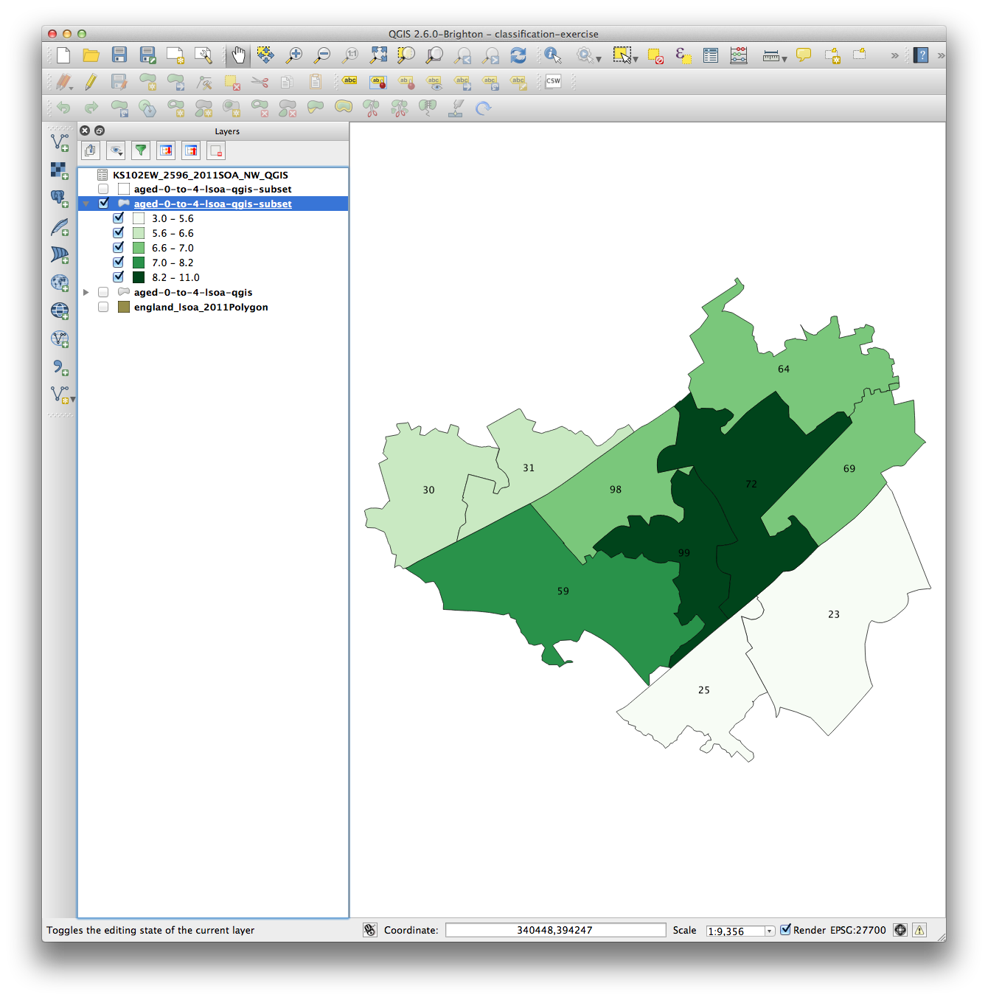 QGIS 2.6.0-Brighton - classification-exercise
1:1
?
abc
ab
ab
abc
abc
abc
abc
CSW
Layers
KS102EW_2596_2011SOA_NW_QGIS
aged-0-to-4-lsoa-qgis-subset
aged-0-to-4-lsoa-qgis-subset
3.0 - 5.6
5.6 - 6.6
6.6 - 7.0
7.0 - 8.2
8.2 - 11.0
aged-0-to-4-lsoa-qgis
england_lsoa_2011Polygon
64
31
69
30
98
72
99
59
23
25
Toggles the editing state of the current layer
Coordinate: 340448,394247 Scale 1:9,356 Render EPSG:27700